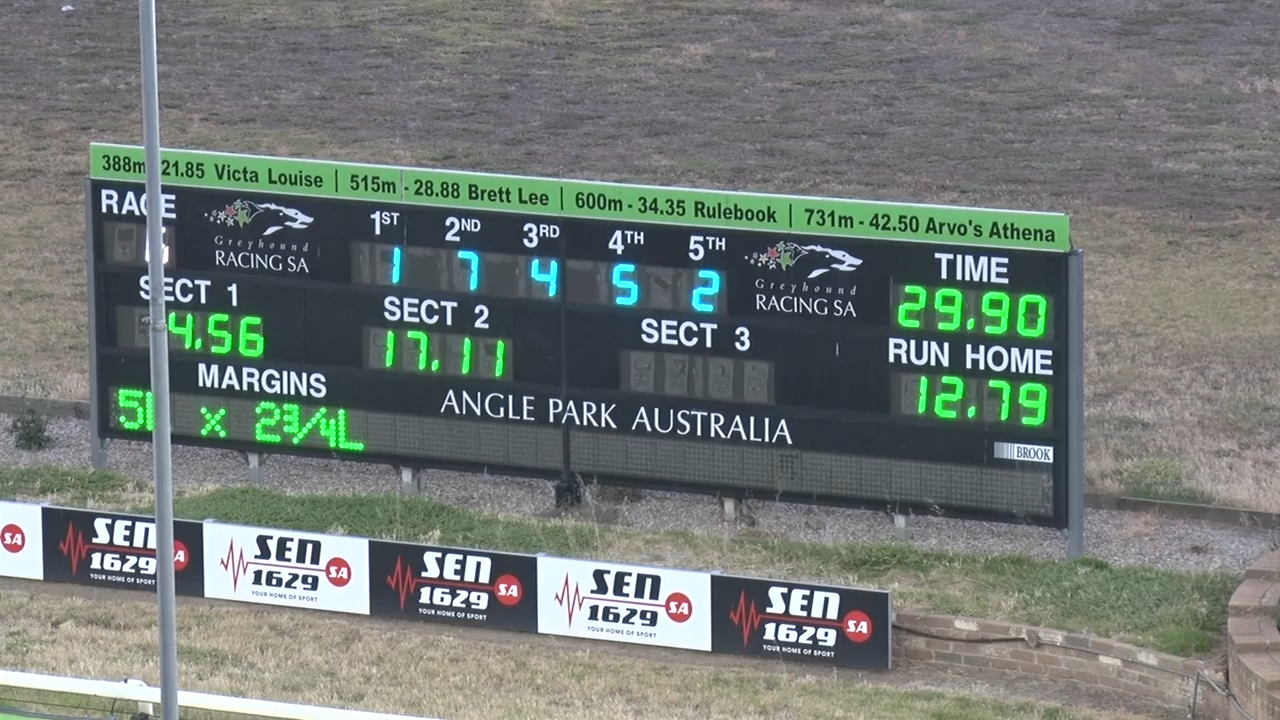 388m 21.85 Victa Louise | 515m - 28.88 Brett Lee | 600m - 34.35 Rulebook | 731m - 42.50 Arvo's Athena
RACE
Greyhound
RACING SA
1ST 2ND 3RD 4TH 5TH
1 7 4 5 2
Greyhound
RACING SA
TIME
29.90
SECT 1
4.56
SECT 2
17.11
SECT 3
RUN HOME
12.79
MARGINS
x 2¾L
ANGLE PARK AUSTRALIA
BROOK
SA
SEN
1629 SA
YOUR HOME OF SPORT
SEN
1629 SA
YOUR HOME OF SPORT
SEN
1629 SA
YOUR HOME OF SPORT
SEN
1629 SA
YOUR HOME OF SPORT
SEN
1629 SA
YOUR HOME OF SPORT